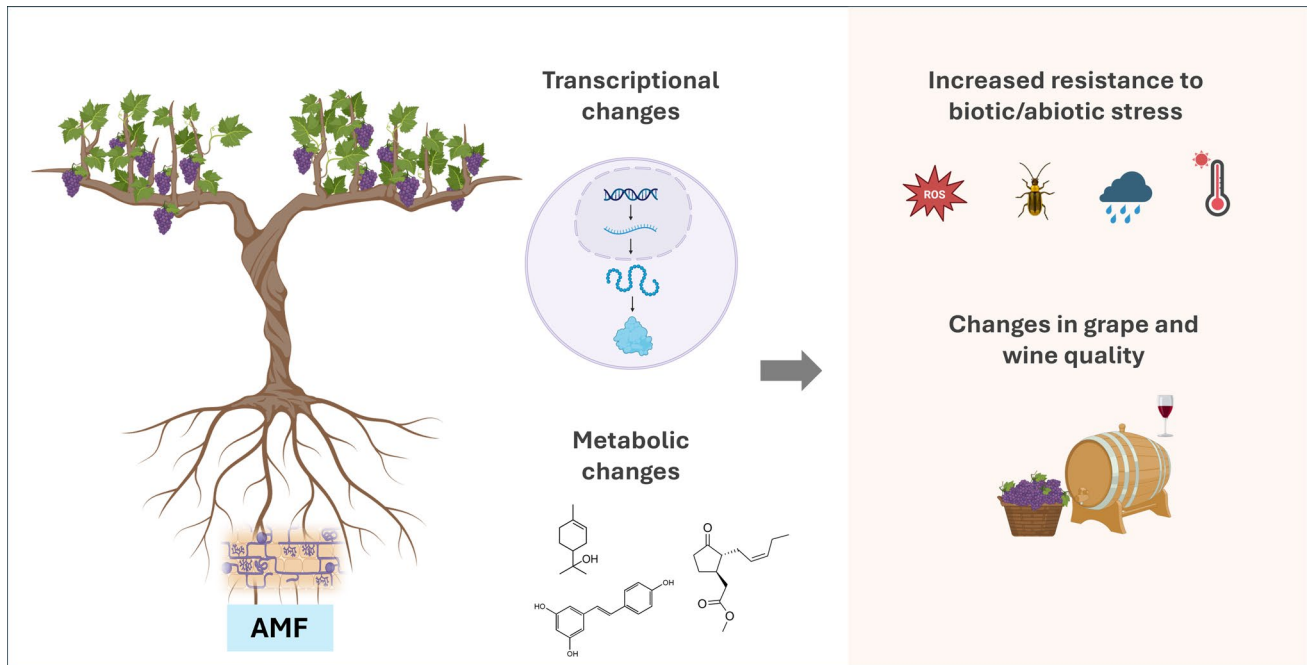 Transcriptional
changes
Metabolic
changes
OH
HO
OH
OH
O
O
O
AMF
Increased resistance to
biotic/abiotic stress
ROS
Changes in grape and
wine quality